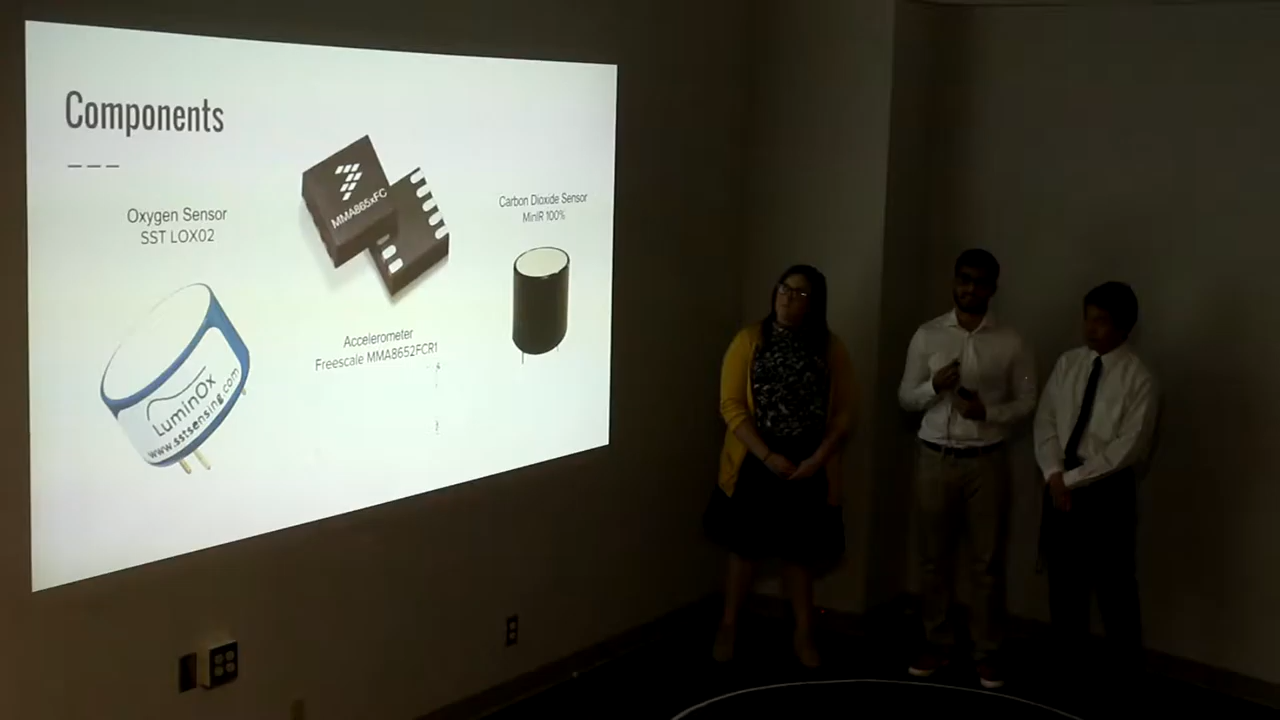 Components
Oxygen Sensor
SST LOX02
LuminOx
www.sstsensing.com
MMA865xFC
Accelerometer
Freescale MMA8652FCR1
Carbon Dioxide Sensor
MinIR 100%